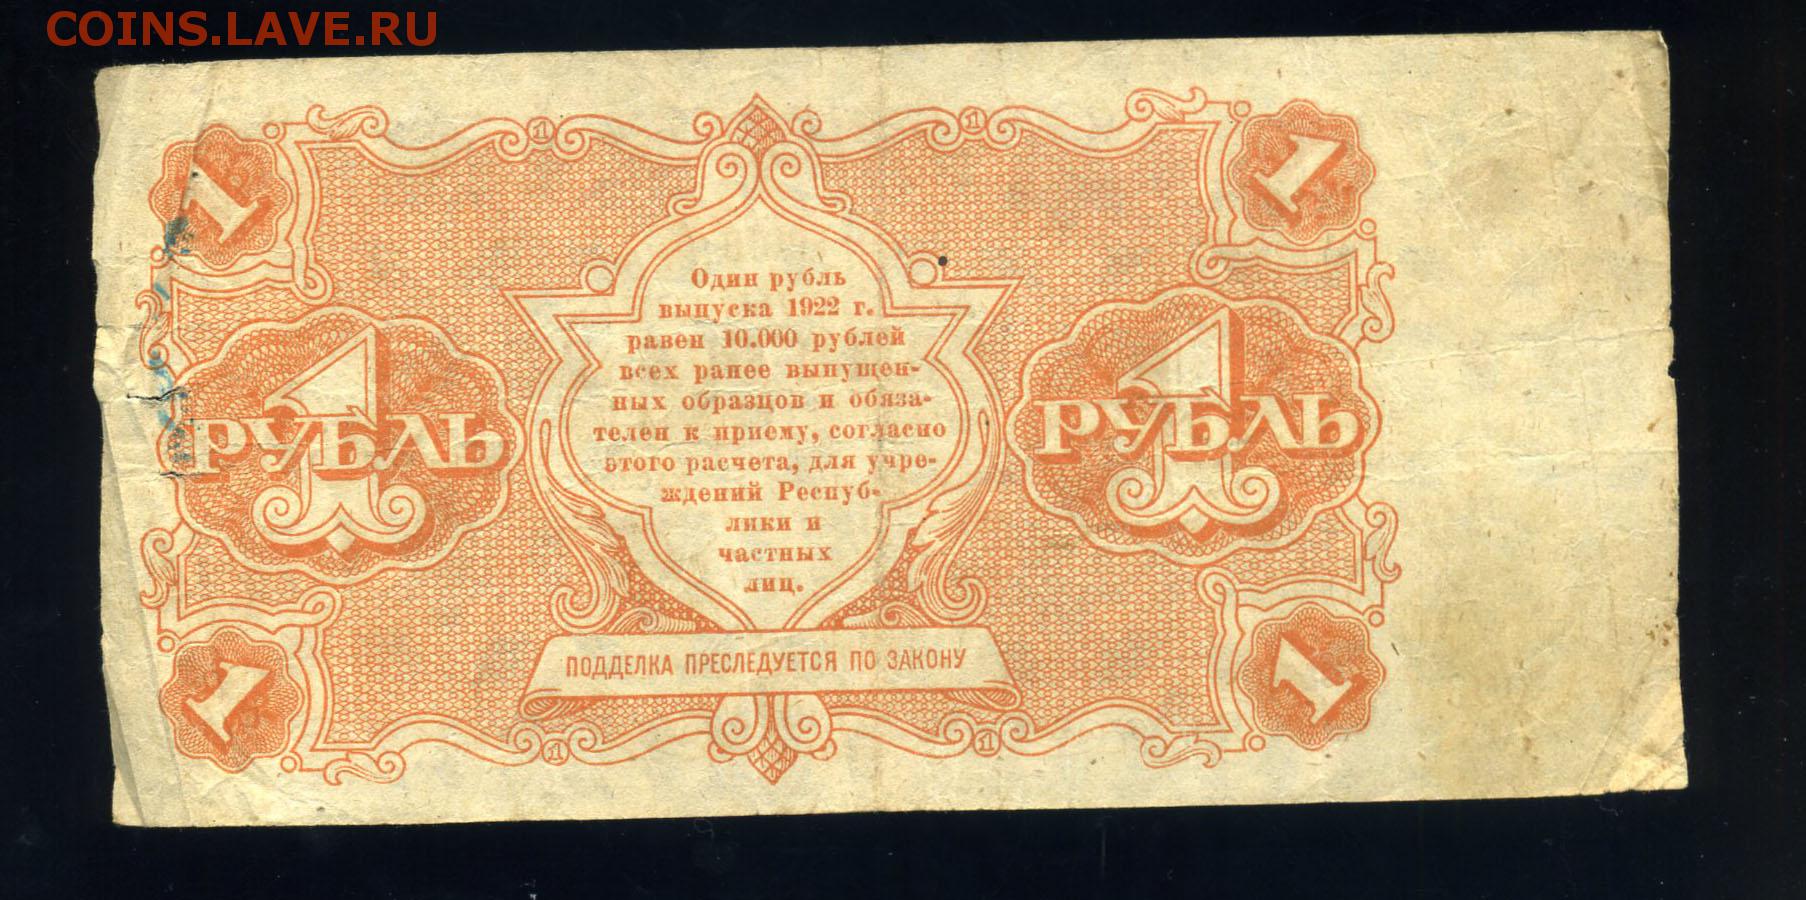 COINS.LAVE.RU
1 1
1 1
Один рубль
выпуска 1922 г.
равен 10.000 рублей
всех ранее выпущен-
ных образцов и обяза-
телен к приему, согласно
этого расчета, для учре-
ждений Респуб-
лики и
частных
лиц.
1 РУБЛЬ
1 РУБЛЬ
ПОДДЕЛКА ПРЕСЛЕДУЕТСЯ ПО ЗАКОНУ
1 1
1 1